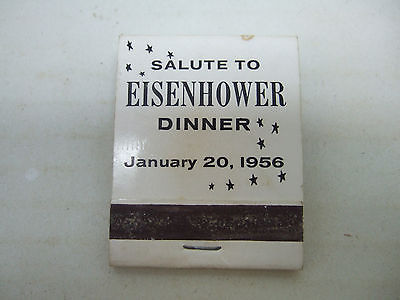 SALUTE TO
EISENHOWER
DINNER
January 20, 1956